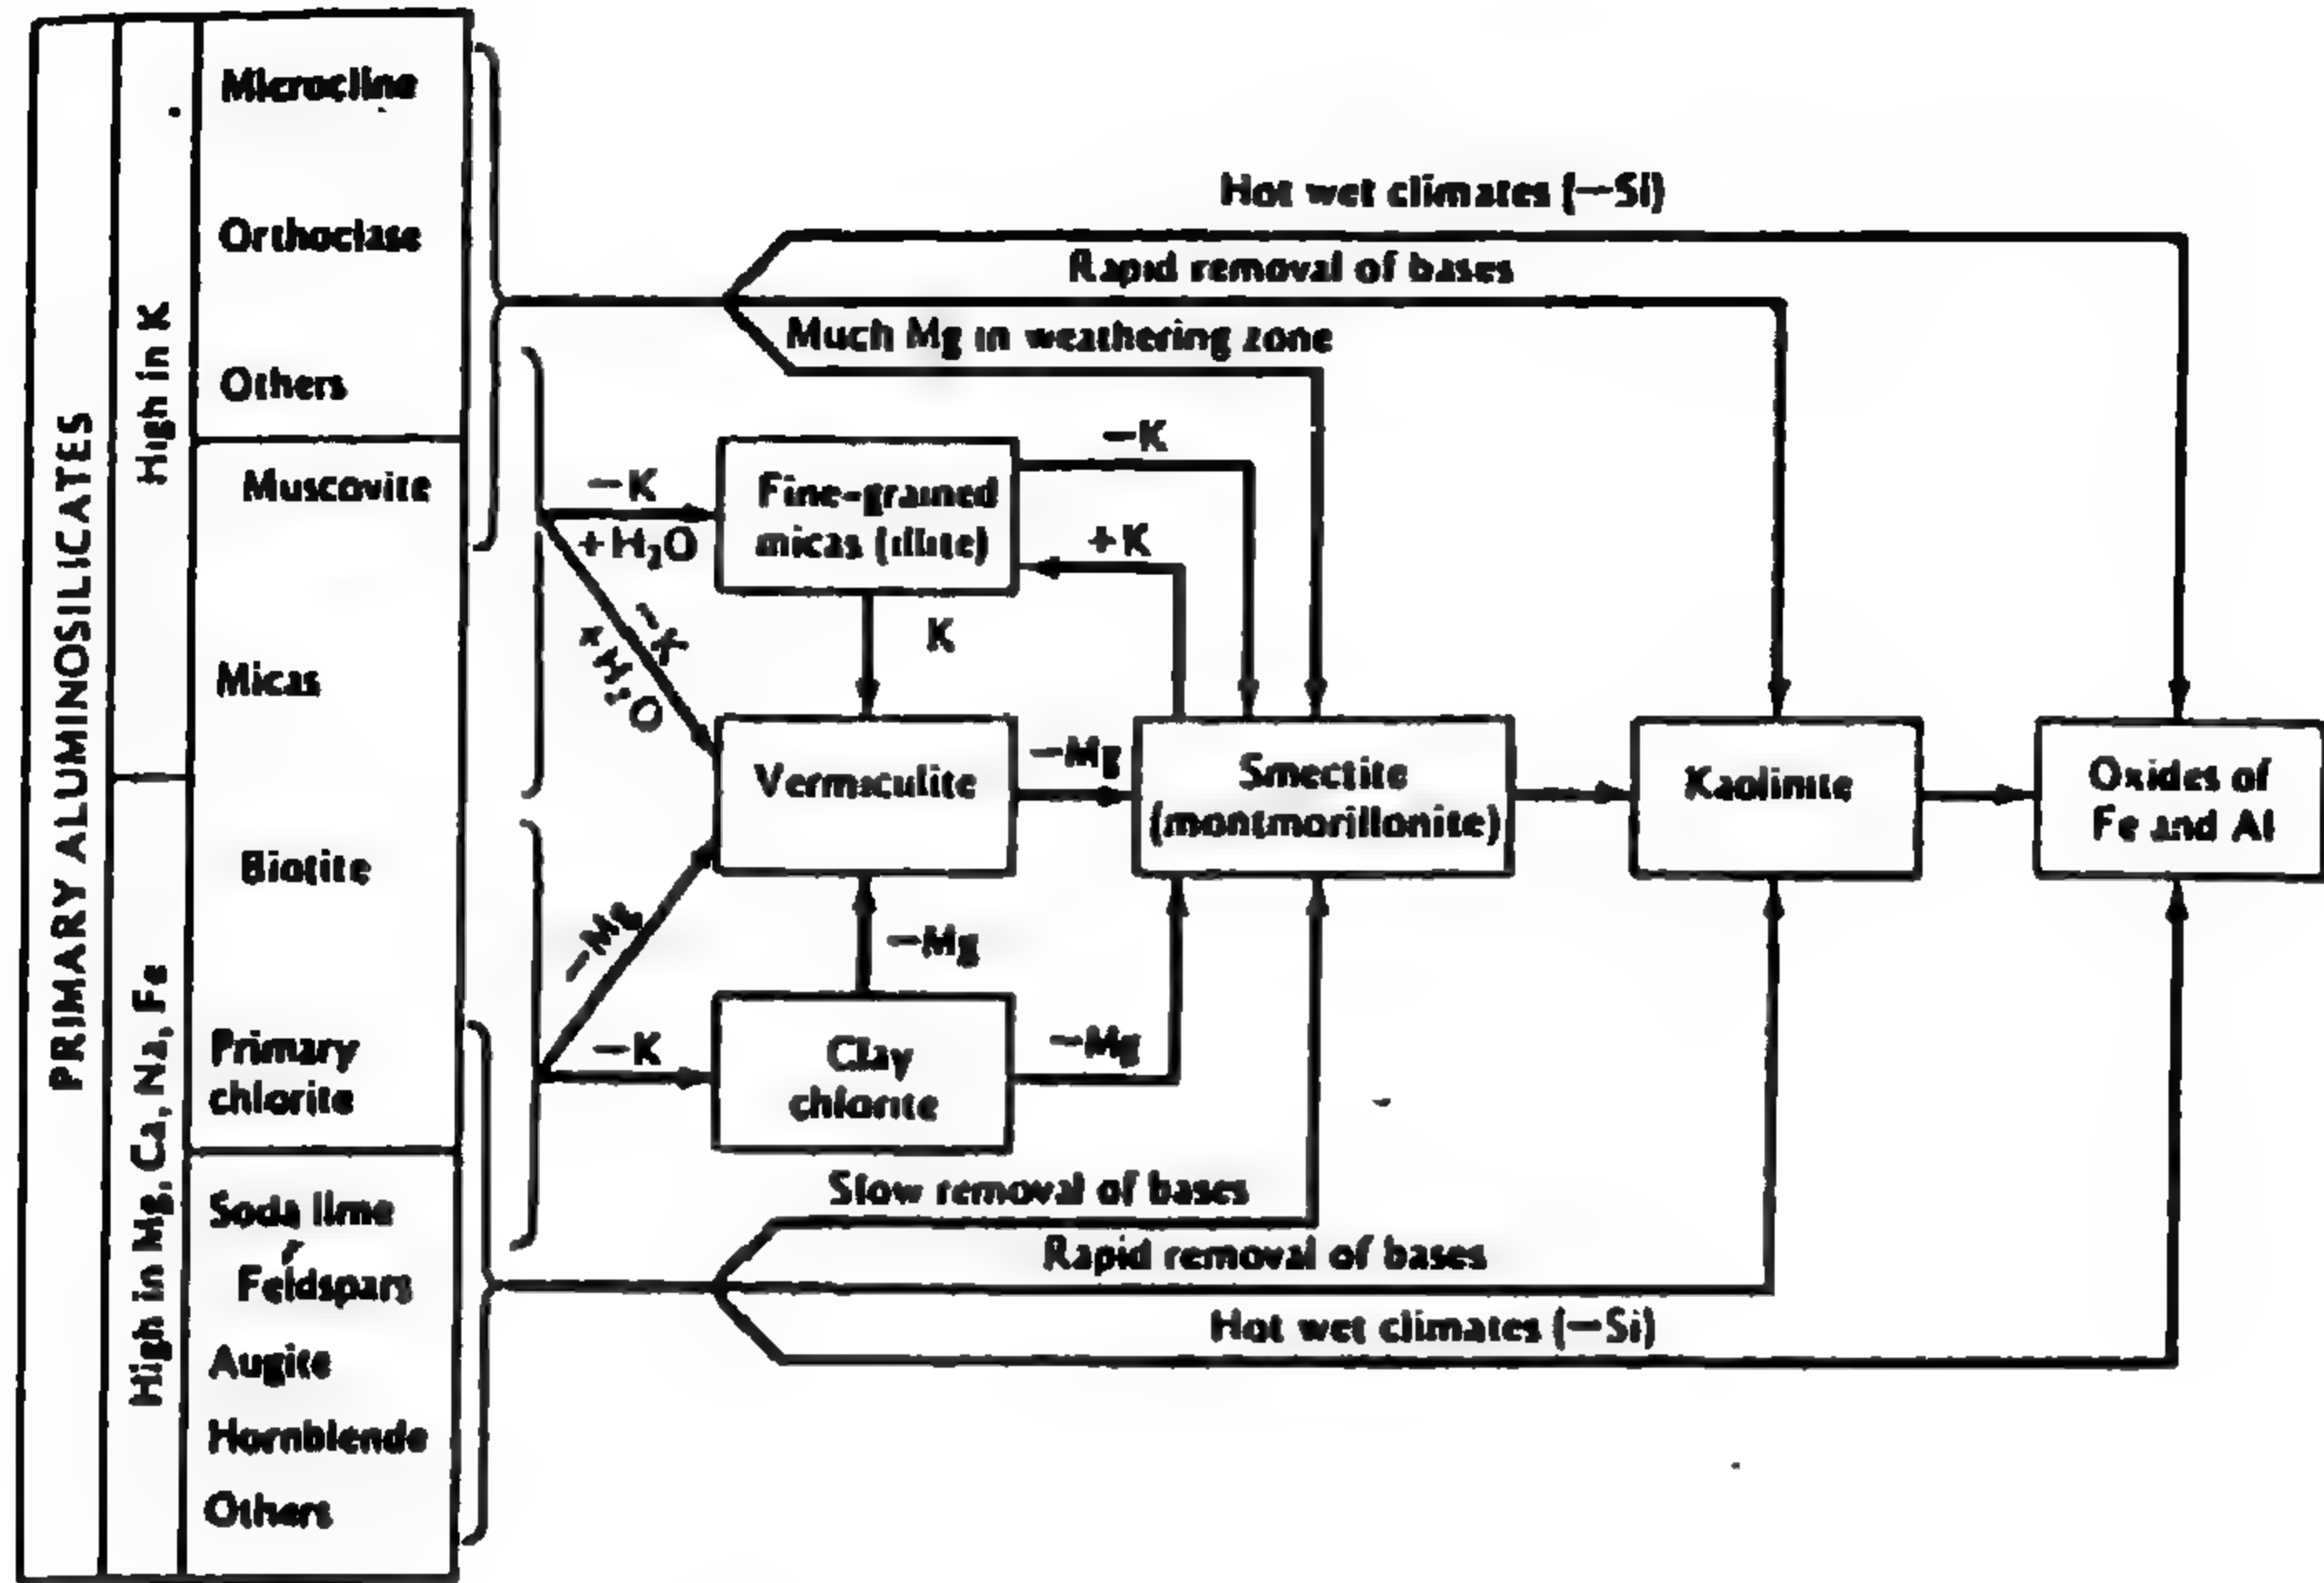 PRIMARY ALUMINOSILICATES
High in K
High in Mg, Ca, Na, Fe
Microcline
Orthoclase
Others
Muscovite
Micas
Biotite
Primary
chlorite
Soda lime
Feldspars
Augite
Hornblende
Others
Hot wet climates (—Si)
Rapid removal of bases
Much Mg in weathering zone
—K
+H₂O
Fine-grained
micas (illite)
—K
+K
—K
H₂O
K
Vermiculite
—Mg
Smectite
(montmorillonite)
Kaolinite
Oxides of
Fe and Al
—Mg
—Mg
—K
Clay
chlorite
—Mg
Slow removal of bases
Rapid removal of bases
Hot wet climates (—Si)